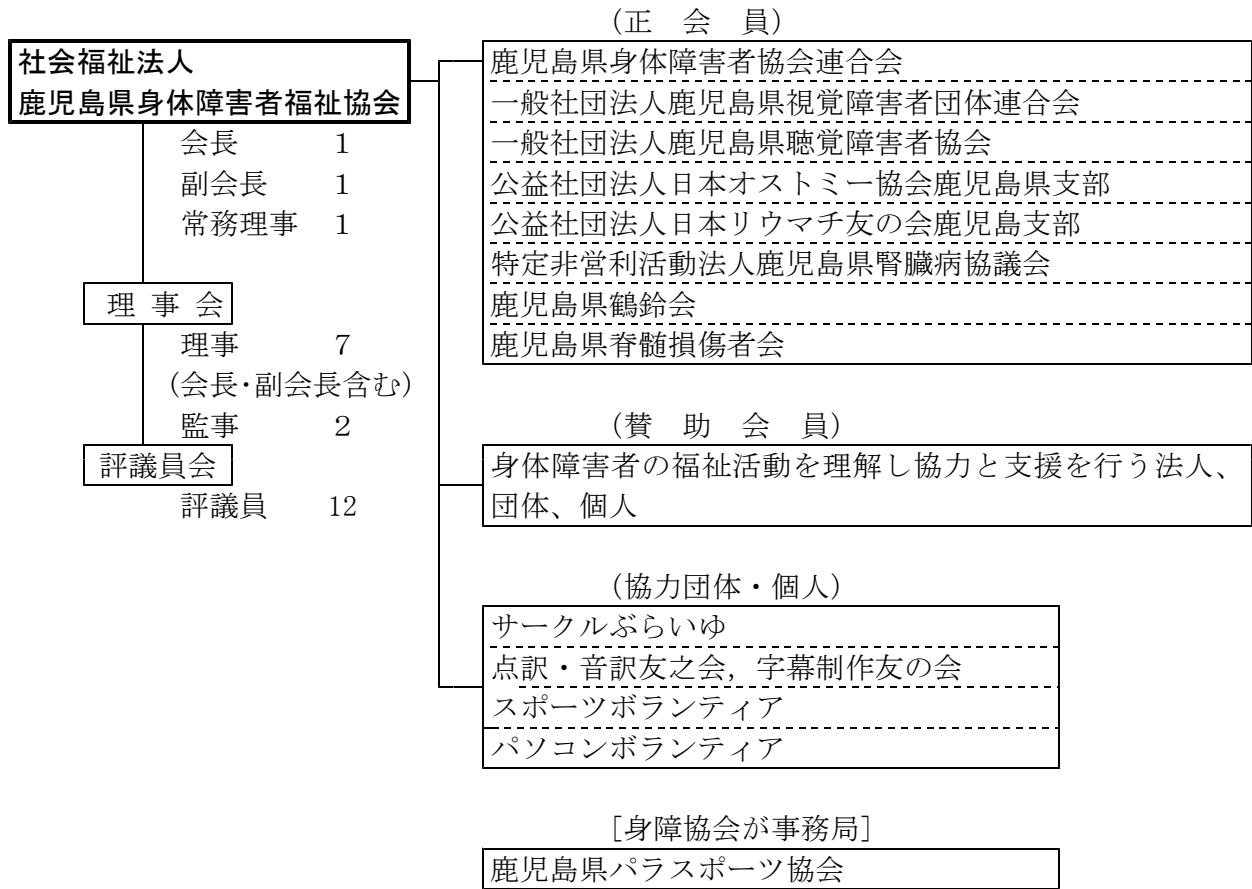 社会福祉法人
鹿児島県身体障害者福祉協会
会長 1
副会長 1
常務理事 1
理 事 会
理事 7
(会長・副会長含む)
監事 2
評議員会
評議員 12
(正 会 員)
鹿児島県身体障害者協会連合会
一般社団法人鹿児島県視覚障害者団体連合会
一般社団法人鹿児島県聴覚障害者協会
公益社団法人日本オストミー協会鹿児島県支部
公益社団法人日本リウマチ友の会鹿児島支部
特定非営利活動法人鹿児島県腎臓病協議会
鹿児島県鶴鈴会
鹿児島県脊髄損傷者会
(賛 助 会 員)
身体障害者の福祉活動を理解し協力と支援を行う法人、
団体、個人
(協力団体・個人)
サークルぶらいゆ
点訳・音訳友之会，字幕制作友の会
スポーツボランティア
パソコンボランティア
[身障協会が事務局]
鹿児島県パラスポーツ協会